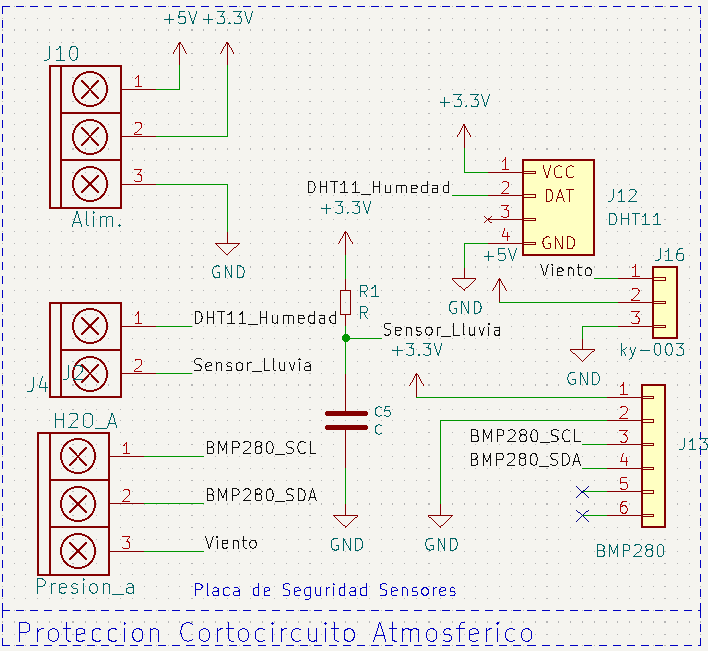 +5V +3.3V
J10
1
2
3
Alim.
GND
+3.3V
1 VCC
DHT11_Humedad 2 DAT
3
4 GND
J12
DHT11
+3.3V
GND
+5V
J16
Viento 1
2
3
ky-003
GND
R1
R
Sensor_Lluvia
+3.3V
1 DHT11_Humedad
2 Sensor_Lluvia
J4
J2
H2O_A
1 BMP280_SCL
2 BMP280_SDA
3 Viento
Presion_a
C5
C
GND
1
2
BMP280_SCL 3
BMP280_SDA 4
5
6
J13
GND
BMP280
Placa de Seguridad Sensores
Proteccion Cortocircuito Atmosferico